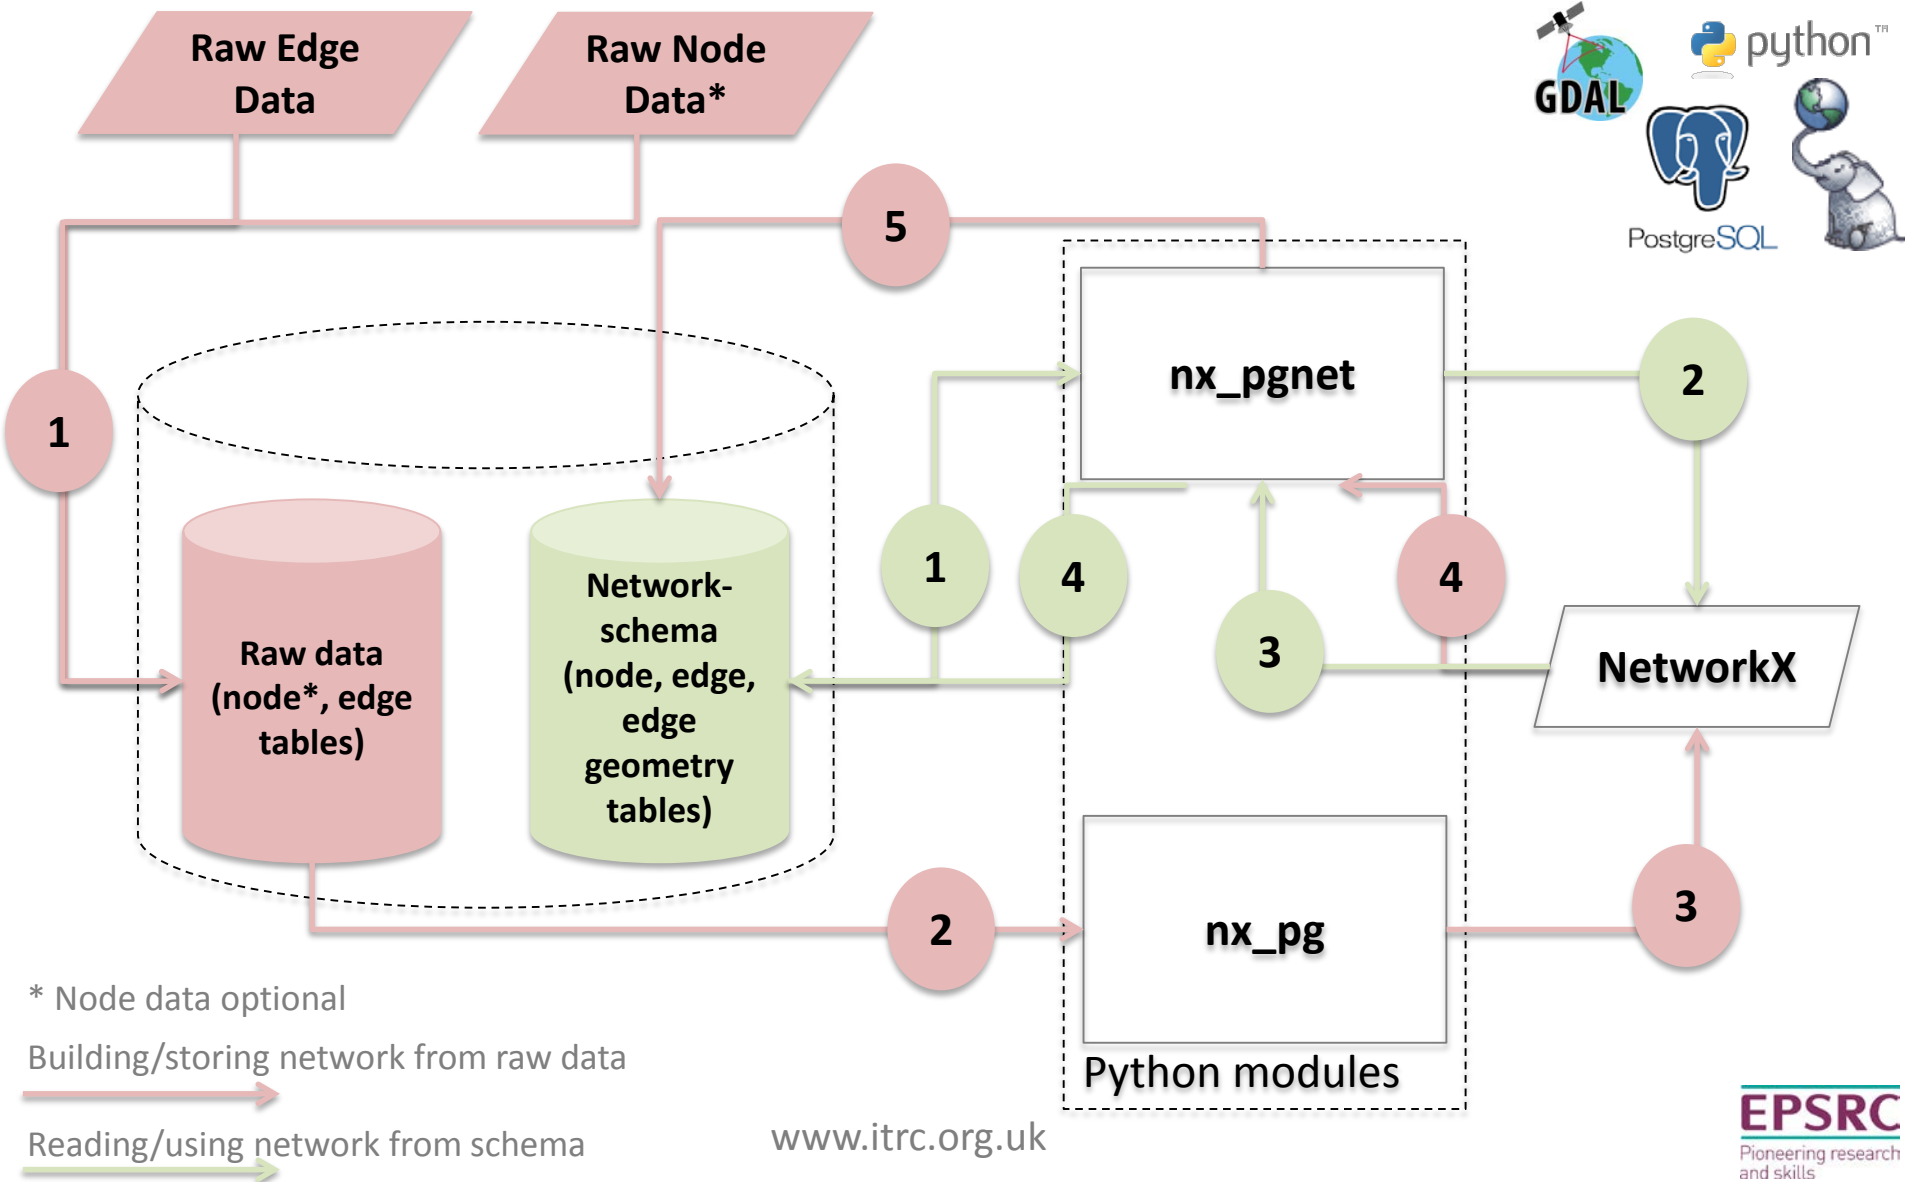 Raw Edge
Data
Raw Node
Data*
GDAL
python™
PostgreSQL
5
nx_pgnet
2
1
1
4
4
3
Raw data
(node*, edge
tables)
Network-
schema
(node, edge,
edge
geometry
tables)
NetworkX
2
nx_pg
3
* Node data optional
Building/storing network from raw data
Python modules
Reading/using network from schema
www.itrc.org.uk
EPSRC
Pioneering research
and skills